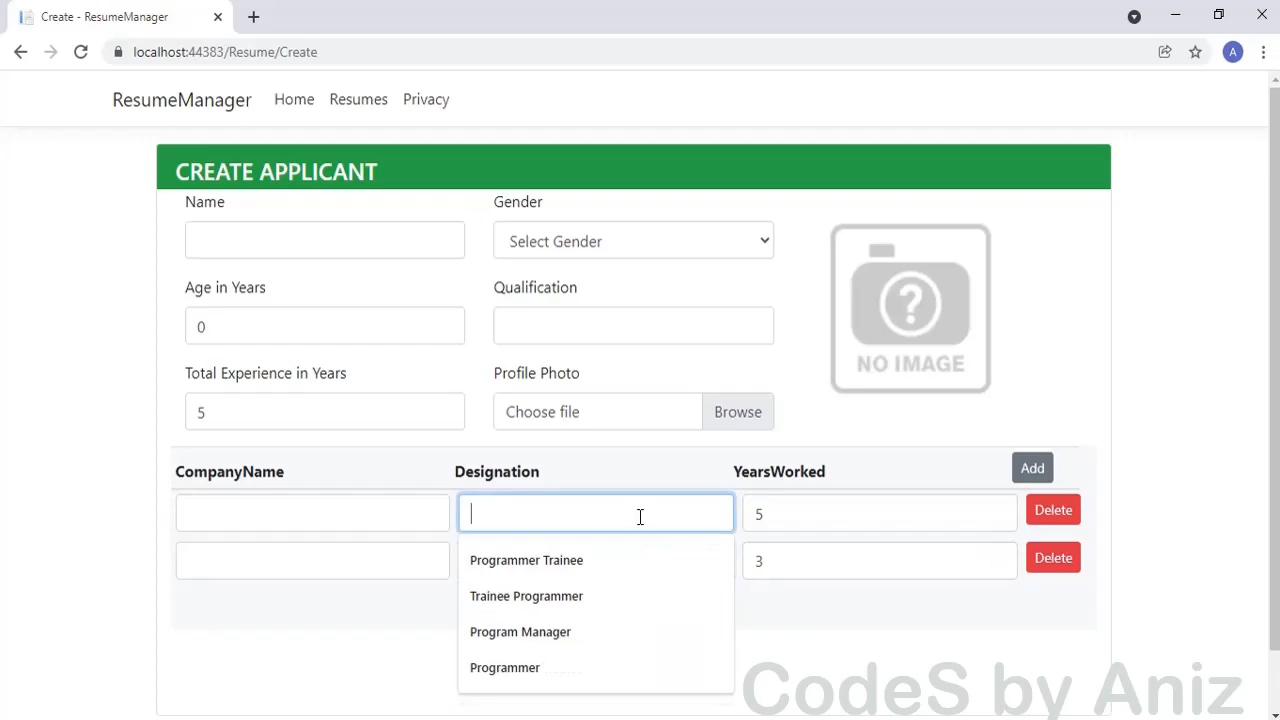 Create - ResumeManager
localhost:44383/Resume/Create
A
ResumeManager Home Resumes Privacy
CREATE APPLICANT
Name Gender
Select Gender
Age in Years Qualification
0
NO IMAGE
Total Experience in Years Profile Photo
5 Choose file Browse
CompanyName Designation YearsWorked Add
5 Delete
3 Delete
Programmer Trainee
Trainee Programmer
Program Manager
Programmer
CodeS by Aniz